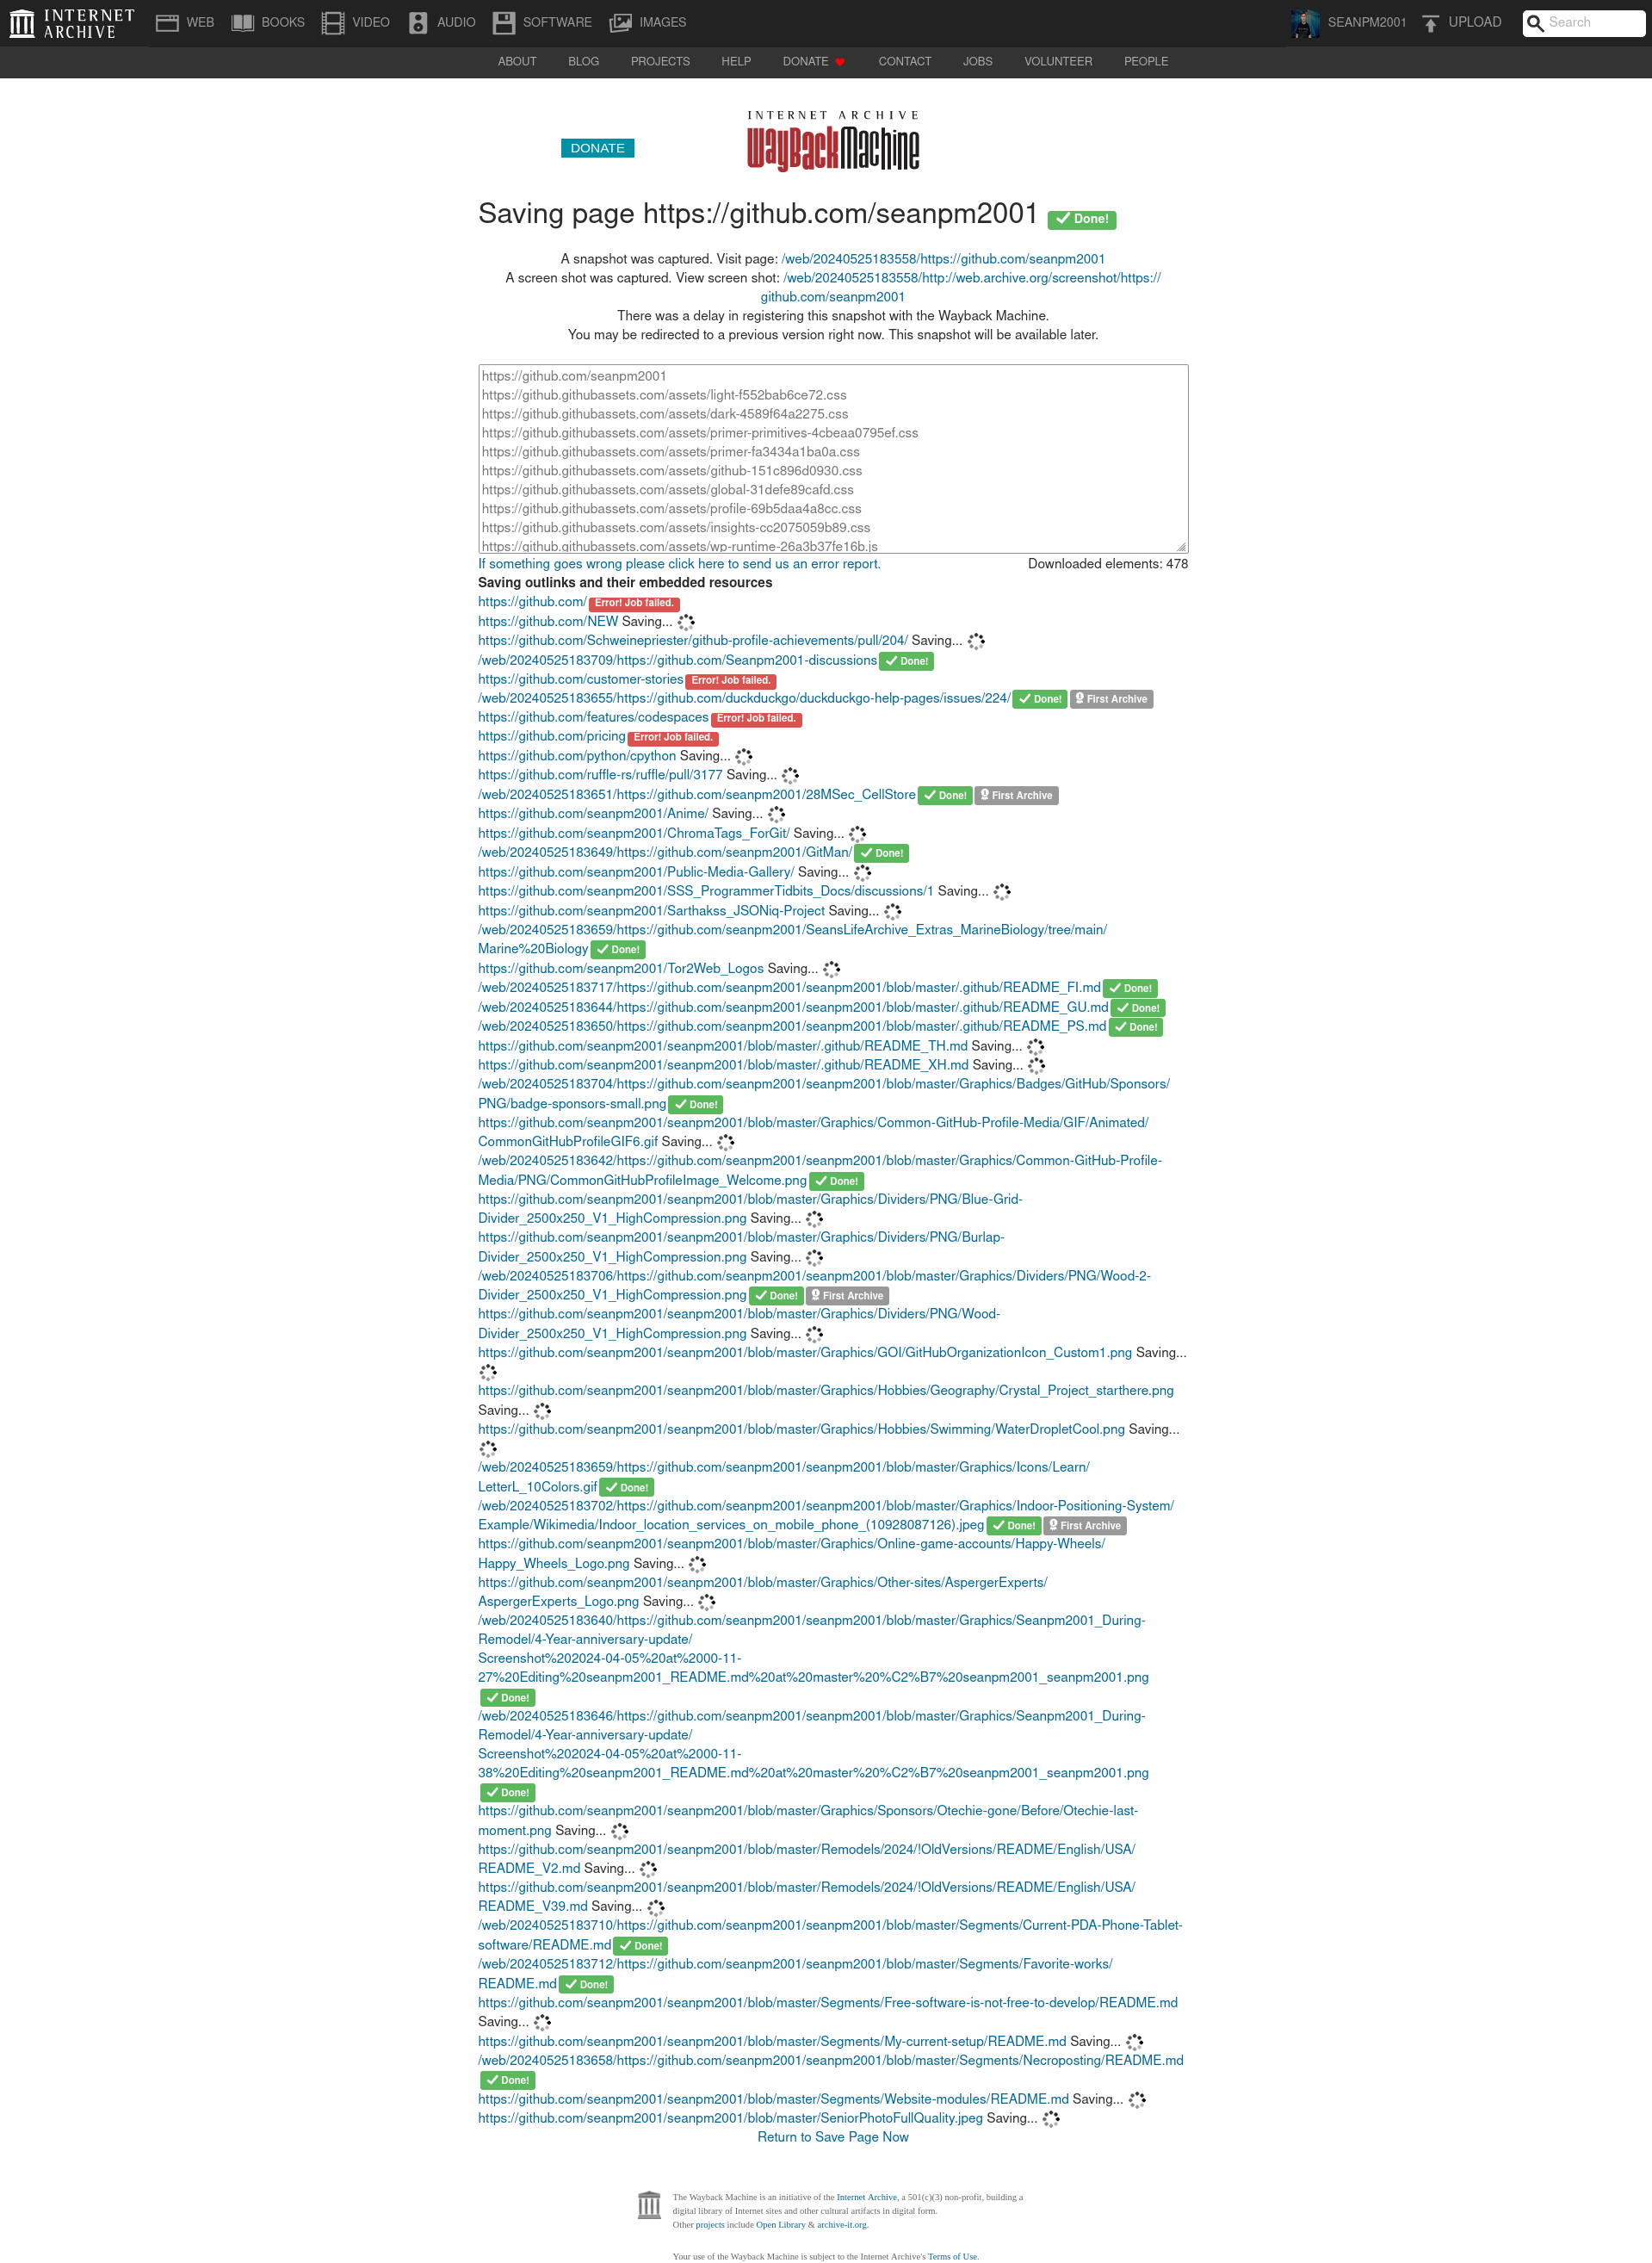 INTERNET ARCHIVE
WEB BOOKS VIDEO AUDIO SOFTWARE IMAGES SEANPM2001 UPLOAD Search
ABOUT BLOG PROJECTS HELP DONATE CONTACT JOBS VOLUNTEER PEOPLE
DONATE
INTERNET ARCHIVE
WayBackMachine
Saving page https://github.com/seanpm2001 Done!
A snapshot was captured. Visit page: /web/20240525183558/https://github.com/seanpm2001
A screen shot was captured. View screen shot: /web/20240525183558/http://web.archive.org/screenshot/https://
github.com/seanpm2001
There was a delay in registering this snapshot with the Wayback Machine.
You may be redirected to a previous version right now. This snapshot will be available later.
https://github.com/seanpm2001
https://github.githubassets.com/assets/light-f552bab6ce72.css
https://github.githubassets.com/assets/dark-4589f64a2275.css
https://github.githubassets.com/assets/primer-primitives-4cbeaa0795ef.css
https://github.githubassets.com/assets/primer-fa3434a1ba0a.css
https://github.githubassets.com/assets/github-151c896d0930.css
https://github.githubassets.com/assets/global-31defe89cafd.css
https://github.githubassets.com/assets/profile-69b5daa4a8cc.css
https://github.githubassets.com/assets/insights-cc2075059b89.css
https://github.githubassets.com/assets/wp-runtime-26a3b37fe16b.js
If something goes wrong please click here to send us an error report. Downloaded elements: 478
Saving outlinks and their embedded resources
https://github.com/ Error! Job failed.
https://github.com/NEW Saving...
https://github.com/Schweinepriester/github-profile-achievements/pull/204/ Saving...
/web/20240525183709/https://github.com/Seanpm2001-discussions Done!
https://github.com/customer-stories Error! Job failed.
/web/20240525183655/https://github.com/duckduckgo/duckduckgo-help-pages/issues/224/ Done! First Archive
https://github.com/features/codespaces Error! Job failed.
https://github.com/pricing Error! Job failed.
https://github.com/python/cpython Saving...
https://github.com/ruffle-rs/ruffle/pull/3177 Saving...
/web/20240525183651/https://github.com/seanpm2001/28MSec_CellStore Done! First Archive
https://github.com/seanpm2001/Anime/ Saving...
https://github.com/seanpm2001/ChromaTags_ForGit/ Saving...
/web/20240525183649/https://github.com/seanpm2001/GitMan/ Done!
https://github.com/seanpm2001/Public-Media-Gallery/ Saving...
https://github.com/seanpm2001/SSS_ProgrammerTidbits_Docs/discussions/1 Saving...
https://github.com/seanpm2001/Sarthakss_JSONiq-Project Saving...
/web/20240525183659/https://github.com/seanpm2001/SeansLifeArchive_Extras_MarineBiology/tree/main/
Marine%20Biology Done!
https://github.com/seanpm2001/Tor2Web_Logos Saving...
/web/20240525183717/https://github.com/seanpm2001/seanpm2001/blob/master/.github/README_FI.md Done!
/web/20240525183644/https://github.com/seanpm2001/seanpm2001/blob/master/.github/README_GU.md Done!
/web/20240525183650/https://github.com/seanpm2001/seanpm2001/blob/master/.github/README_PS.md Done!
https://github.com/seanpm2001/seanpm2001/blob/master/.github/README_TH.md Saving...
https://github.com/seanpm2001/seanpm2001/blob/master/.github/README_XH.md Saving...
/web/20240525183704/https://github.com/seanpm2001/seanpm2001/blob/master/Graphics/Badges/GitHub/Sponsors/
PNG/badge-sponsors-small.png Done!
https://github.com/seanpm2001/seanpm2001/blob/master/Graphics/Common-GitHub-Profile-Media/GIF/Animated/
CommonGitHubProfileGIF6.gif Saving...
/web/20240525183642/https://github.com/seanpm2001/seanpm2001/blob/master/Graphics/Common-GitHub-Profile-
Media/PNG/CommonGitHubProfileImage_Welcome.png Done!
https://github.com/seanpm2001/seanpm2001/blob/master/Graphics/Dividers/PNG/Blue-Grid-
Divider_2500x250_V1_HighCompression.png Saving...
https://github.com/seanpm2001/seanpm2001/blob/master/Graphics/Dividers/PNG/Burlap-
Divider_2500x250_V1_HighCompression.png Saving...
/web/20240525183706/https://github.com/seanpm2001/seanpm2001/blob/master/Graphics/Dividers/PNG/Wood-2-
Divider_2500x250_V1_HighCompression.png Done! First Archive
https://github.com/seanpm2001/seanpm2001/blob/master/Graphics/Dividers/PNG/Wood-
Divider_2500x250_V1_HighCompression.png Saving...
https://github.com/seanpm2001/seanpm2001/blob/master/Graphics/GOI/GitHubOrganizationIcon_Custom1.png Saving...
https://github.com/seanpm2001/seanpm2001/blob/master/Graphics/Hobbies/Geography/Crystal_Project_starthere.png
Saving...
https://github.com/seanpm2001/seanpm2001/blob/master/Graphics/Hobbies/Swimming/WaterDropletCool.png Saving...
/web/20240525183659/https://github.com/seanpm2001/seanpm2001/blob/master/Graphics/Icons/Learn/
LetterL_10Colors.gif Done!
/web/20240525183702/https://github.com/seanpm2001/seanpm2001/blob/master/Graphics/Indoor-Positioning-System/
Example/Wikimedia/Indoor_location_services_on_mobile_phone_(10928087126).jpeg Done! First Archive
https://github.com/seanpm2001/seanpm2001/blob/master/Graphics/Online-game-accounts/Happy-Wheels/
Happy_Wheels_Logo.png Saving...
https://github.com/seanpm2001/seanpm2001/blob/master/Graphics/Other-sites/AspergerExperts/
AspergerExperts_Logo.png Saving...
/web/20240525183640/https://github.com/seanpm2001/seanpm2001/blob/master/Graphics/Seanpm2001_During-
Remodel/4-Year-anniversary-update/
Screenshot%202024-04-05%20at%2000-11-
27%20Editing%20seanpm2001_README.md%20at%20master%20%C2%B7%20seanpm2001_seanpm2001.png
Done!
/web/20240525183646/https://github.com/seanpm2001/seanpm2001/blob/master/Graphics/Seanpm2001_During-
Remodel/4-Year-anniversary-update/
Screenshot%202024-04-05%20at%2000-11-
38%20Editing%20seanpm2001_README.md%20at%20master%20%C2%B7%20seanpm2001_seanpm2001.png
Done!
https://github.com/seanpm2001/seanpm2001/blob/master/Graphics/Sponsors/Otechie-gone/Before/Otechie-last-
moment.png Saving...
https://github.com/seanpm2001/seanpm2001/blob/master/Remodels/2024/!OldVersions/README/English/USA/
README_V2.md Saving...
https://github.com/seanpm2001/seanpm2001/blob/master/Remodels/2024/!OldVersions/README/English/USA/
README_V39.md Saving...
/web/20240525183710/https://github.com/seanpm2001/seanpm2001/blob/master/Segments/Current-PDA-Phone-Tablet-
software/README.md Done!
/web/20240525183712/https://github.com/seanpm2001/seanpm2001/blob/master/Segments/Favorite-works/
README.md Done!
https://github.com/seanpm2001/seanpm2001/blob/master/Segments/Free-software-is-not-free-to-develop/README.md
Saving...
https://github.com/seanpm2001/seanpm2001/blob/master/Segments/My-current-setup/README.md Saving...
/web/20240525183658/https://github.com/seanpm2001/seanpm2001/blob/master/Segments/Necroposting/README.md
Done!
https://github.com/seanpm2001/seanpm2001/blob/master/Segments/Website-modules/README.md Saving...
https://github.com/seanpm2001/seanpm2001/blob/master/SeniorPhotoFullQuality.jpeg Saving...
Return to Save Page Now
The Wayback Machine is an initiative of the Internet Archive, a 501(c)(3) non-profit, building a
digital library of Internet sites and other cultural artifacts in digital form.
Other projects include Open Library & archive-it.org.
Your use of the Wayback Machine is subject to the Internet Archive's Terms of Use.